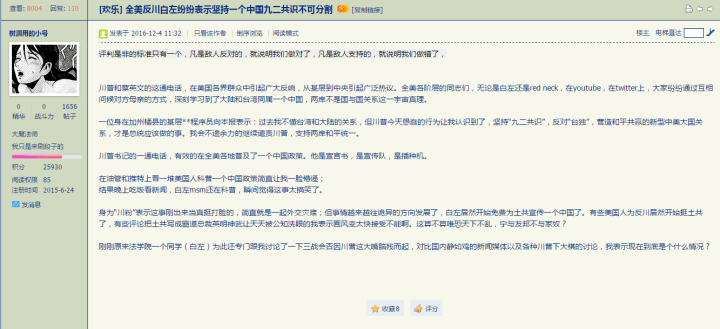 查看: 8004 | 回复: 110
[欢乐] 全美反川白左纷纷表示坚持一个中国九二共识不可分割 [复制链接]
树洞用的小号
发表于 2016-12-4 11:32 | 只看该作者 | 倒序浏览 | 阅读模式
楼主 电梯直达
评判是非的标准只有一个，凡是敌人反对的，就说明我们做对了，凡是敌人支持的，就说明我们做错了，
川普和蔡英文的这通电话，在美国各界群众中引起广大反响，从基层到中央引起广泛热议。全美各阶层的同志们，无论是白左还是red neck，在youtube，在twitter上，大家纷纷通过互相
问候对方母亲的方式，深刻学习到了大陆和台湾同属一个中国，两岸不是国与国关系这一宇宙真理。
一位身在加州橘县的基层**程序员向本报表示：过去我不懂台湾和大陆的关系，但川普今天愚蠢的行为让我认识到了，坚持“九二共识”，反对“台独”，营造和平共赢的新型中美大国关
系，才是总统应该做的事。我会不遗余力的继续谴责川普，支持两岸和平统一。
川普书记的一通电话，有效的在全美各地普及了一个中国政策。他是宣言书，是宣传队，是播种机。
在油管和推特上看一堆美国人科普一个中国政策简直让我一脸懵逼；
结果晚上吃饭看新闻，白左msm还在科普，瞬间觉得这事太搞笑了。
身为“川粉”表示这事刚出来当真挺打脸的，简直就是一起外交灾难；但事情越来越往诡异的方向发展了，白左居然开始免费为土共宣传一个中国了。有些美国人为反川居然开始挺土共
了，有些评论把土共写成霸道总裁英明神武让天天被公知洗眼的我表示画风变太快接受不能啊。这算不算唯恐天下不乱，宁与友邦不与家奴？
刚刚原来法学院一个同学（白左）为此还专门跟我讨论了一下三战会否因川普这大嘴脑残而起，对比国内静如鸡的新闻媒体以及各种川普下大棋的讨论，我表示现在到底是个什么情况？
0 0 1656
精华 战斗力 帖子
大魔法师
我只是来刷段子的
积分 25930
阅读权限 85
注册时间 2015-6-24
发消息
收藏8 评分